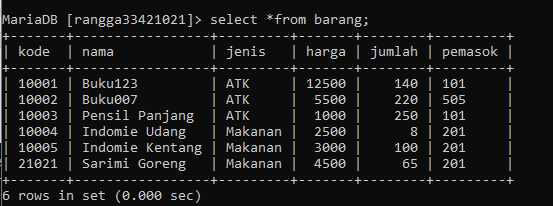 MariaDB [rangga33421021]> select *from barang;
+-------+----------------+---------+-------+--------+---------+
| kode  | nama           | jenis   | harga | jumlah | pemasok |
+-------+----------------+---------+-------+--------+---------+
| 10001 | Buku123        | ATK     | 12500 |    140 | 101     |
| 10002 | Buku007        | ATK     |  5500 |    220 | 505     |
| 10003 | Pensil Panjang | ATK     |  1000 |    250 | 101     |
| 10004 | Indomie Udang  | Makanan |  2500 |      8 | 201     |
| 10005 | Indomie Kentang | Makanan |  3000 |    100 | 201     |
| 21021 | Sarimi Goreng  | Makanan |  4500 |     65 | 201     |
+-------+----------------+---------+-------+--------+---------+
6 rows in set (0.000 sec)